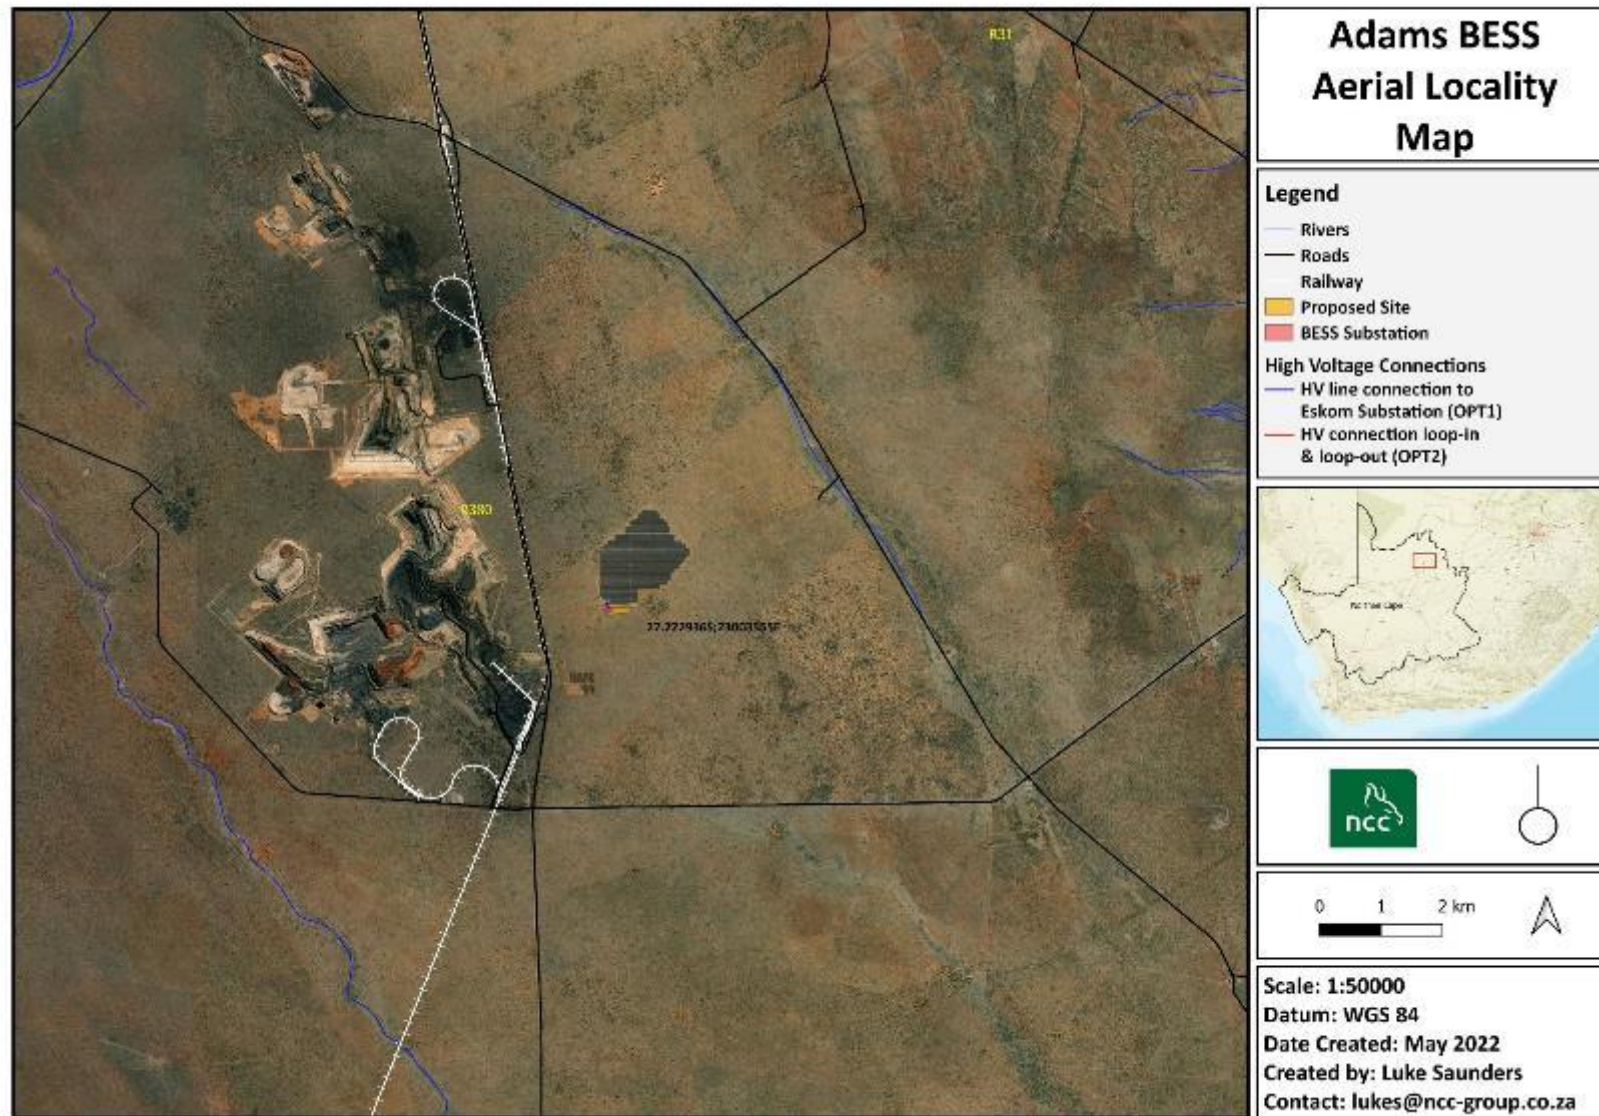 Adams BESS
Aerial Locality
Map
Legend
Rivers
Roads
Railway
Proposed Site
BESS Substation
High Voltage Connections
HV line connection to
Eskom Substation (OPT1)
HV connection loop-in
& loop-out (OPT2)
R31
R380
Northern Cape
ncc
0 1 2 km
Scale: 1:50000
Datum: WGS 84
Date Created: May 2022
Created by: Luke Saunders
Contact: lukes@ncc-group.co.za